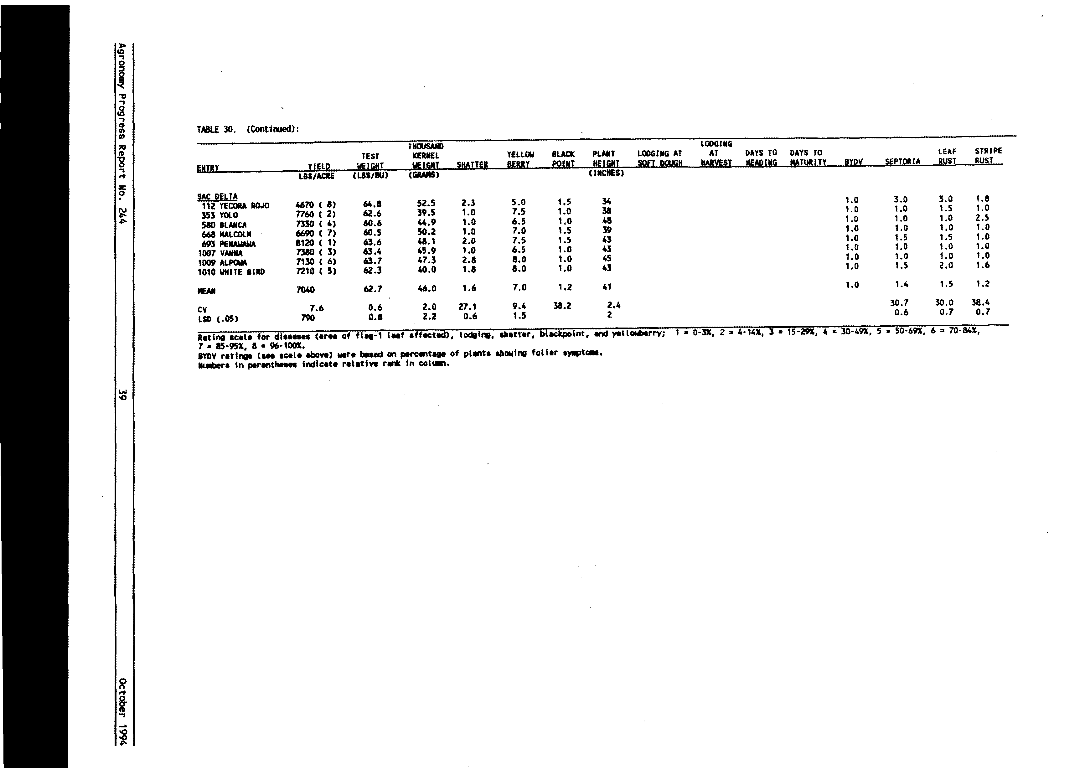 Agronomy Progress Report No. 244
39
October 1994
TABLE 30. (Continued):
ENTRY YIELD TEST WEIGHT THOUSAND KERNEL WEIGHT SHATTER YELLOW BERRY BLACK POINT PLANT HEIGHT LODGING AT SOFT DOUGH LODGING AT HARVEST DAYS TO HEADING DAYS TO MATURITY BYDV SEPTORIA LEAF RUST STRIPE RUST
LBS/ACRE (LBS/BU) (GRAMS) (INCHES)
SAC DELTA
112 TECORA ROJO 4670 ( 8) 64.8 52.5 2.3 5.0 1.5 34 1.0 3.0 3.0 1.8
353 YOLO 7760 ( 2) 62.6 39.5 1.0 7.5 1.0 38 1.0 1.0 1.5 1.0
580 BLANCA 7350 ( 4) 60.6 44.9 1.0 6.5 1.0 48 1.0 1.0 1.0 2.5
668 MALCOLM 6690 ( 7) 60.5 50.2 1.0 7.0 1.5 39 1.0 1.0 1.0 1.0
693 PENAWAWA 8120 ( 1) 63.6 48.1 2.0 7.5 1.5 43 1.0 1.5 1.5 1.0
1007 VANNA 7380 ( 3) 63.4 45.9 1.0 6.5 1.0 43 1.0 1.0 1.0 1.0
1009 ALPOWA 7130 ( 6) 63.7 47.3 2.8 8.0 1.0 45 1.0 1.0 1.0 1.0
1010 WHITE BIRD 7210 ( 5) 62.3 40.0 1.8 8.0 1.0 43 1.0 1.5 2.0 1.6
MEAN 7040 62.7 46.0 1.6 7.0 1.2 41 1.0 1.4 1.5 1.2
CV 7.6 0.6 2.0 27.1 9.4 38.2 2.4 30.7 30.0 38.4
LSD (.05) 790 0.8 2.2 0.6 1.5 2 0.6 0.7 0.7
Rating scale for diseases (area of flag-1 leaf affected), lodging, shatter, blackpoint, and yellowberry; 1 = 0-3%, 2 = 4-14%, 3 = 15-29%, 4 = 30-49%, 5 = 50-69%, 6 = 70-84%,
7 = 85-95%, 8 = 96-100%.
BYDV ratings (see scale above) were based on percentage of plants showing foliar symptoms.
Numbers in parentheses indicate relative rank in column.